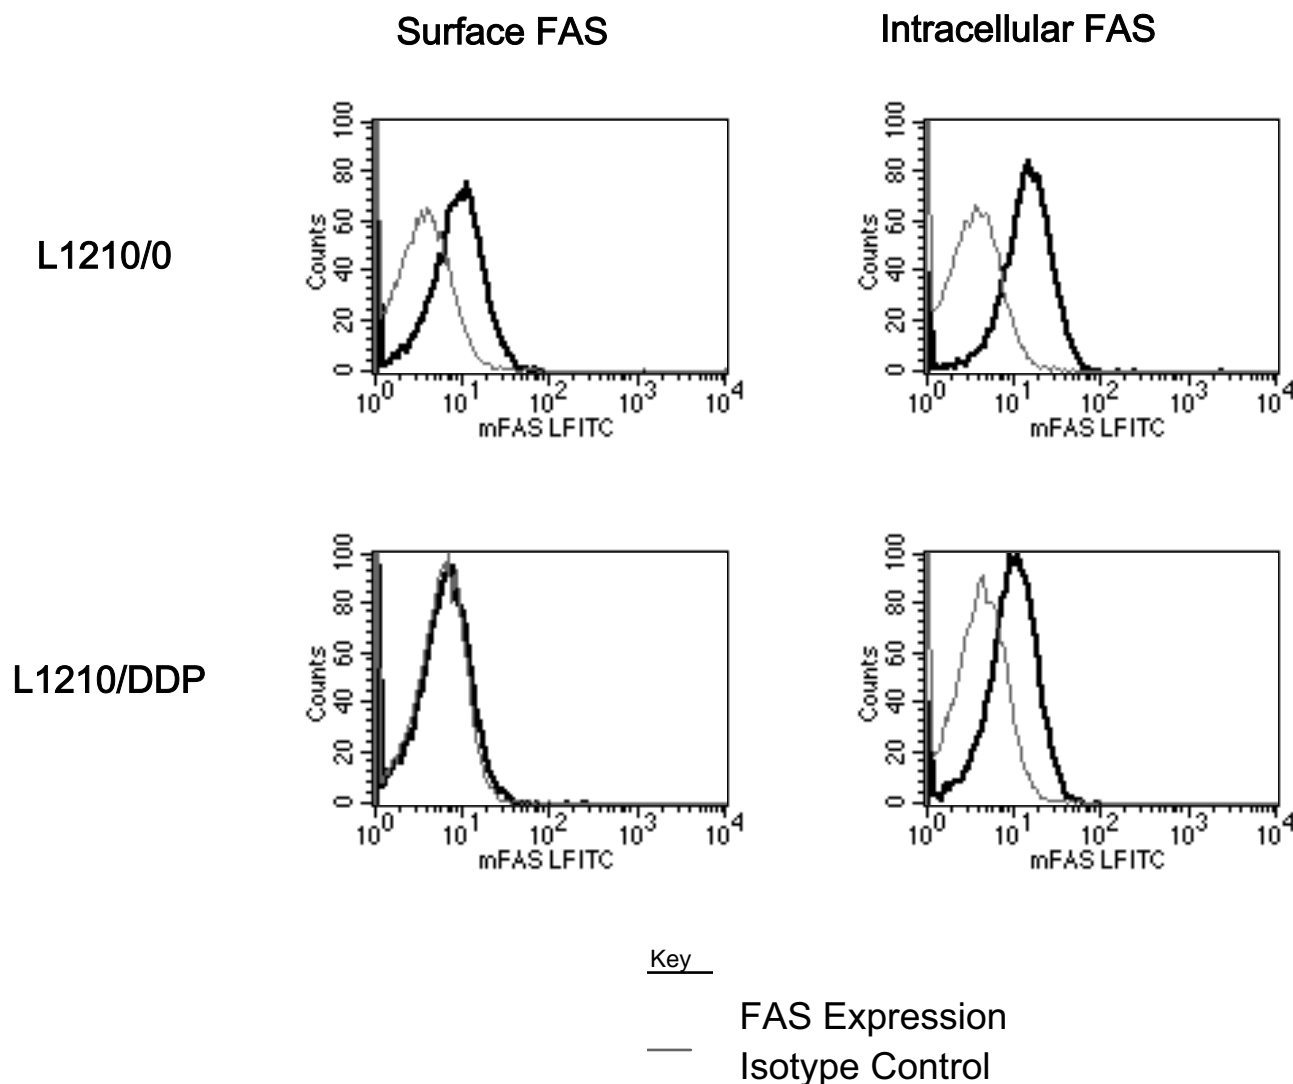 Surface FAS
Intracellular FAS
L1210/0
Counts
100
80
60
40
20
0
10^0 10^1 10^2 10^3 10^4
mFAS LFITC
Counts
100
80
60
40
20
0
10^0 10^1 10^2 10^3 10^4
mFAS LFITC
L1210/DDP
Counts
100
80
60
40
20
0
10^0 10^1 10^2 10^3 10^4
mFAS LFITC
Counts
100
80
60
40
20
0
10^0 10^1 10^2 10^3 10^4
mFAS LFITC
Key
FAS Expression
Isotype Control